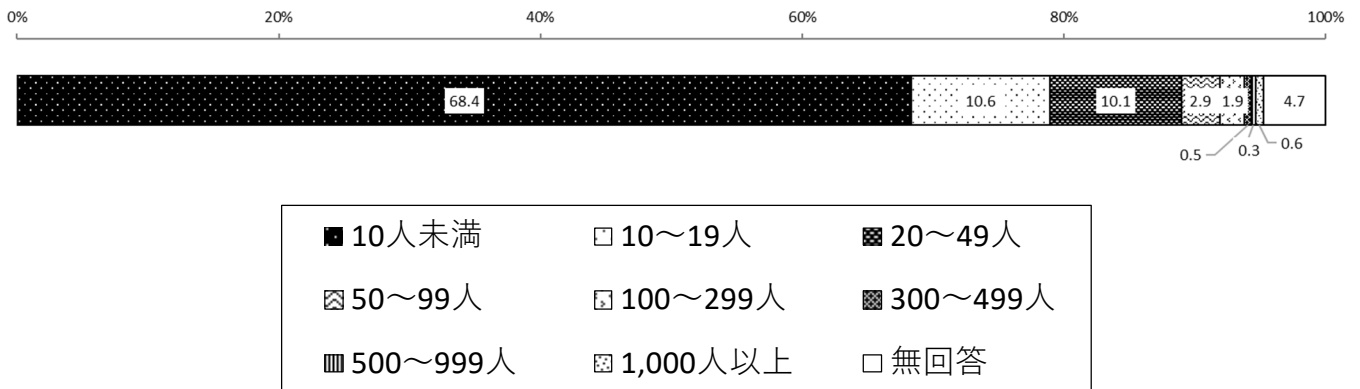 0% 20% 40% 60% 80% 100%
68.4 10.6 10.1 2.9 1.9 4.7
0.5 0.3 0.6
10人未満 10～19人 20～49人
50～99人 100～299人 300～499人
500～999人 1,000人以上 無回答